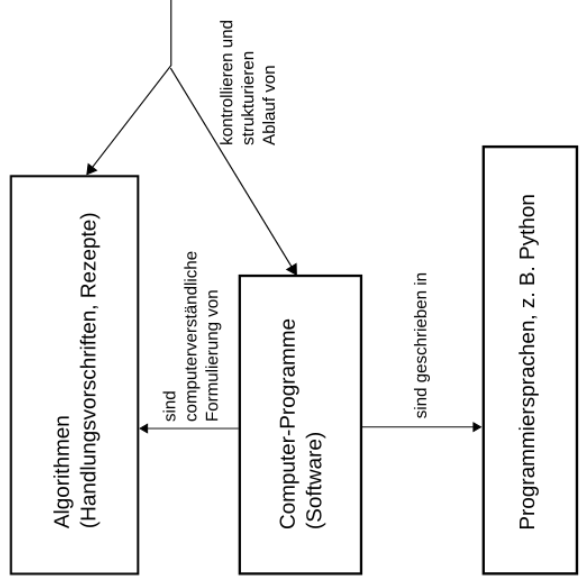 Algorithmen
(Handlungsvorschriften, Rezepte)
sind
computerverständliche
Formulierung von
kontrollieren und
strukturieren
Ablauf von
Computer-Programme
(Software)
sind geschrieben in
Programmiersprachen, z. B. Python